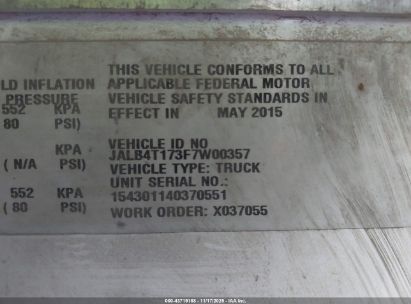 THIS VEHICLE CONFORMS TO ALL
LD INFLATION APPLICABLE FEDERAL MOTOR
PRESSURE VEHICLE SAFETY STANDARDS IN
552 KPA EFFECT IN MAY 2015
80 PSI)
VEHICLE ID NO
KPA JALB4T173F7W00357
( N/A PSI) VEHICLE TYPE: TRUCK
UNIT SERIAL NO.:
552 KPA 154301140370551
( 80 PSI) WORK ORDER: X037055